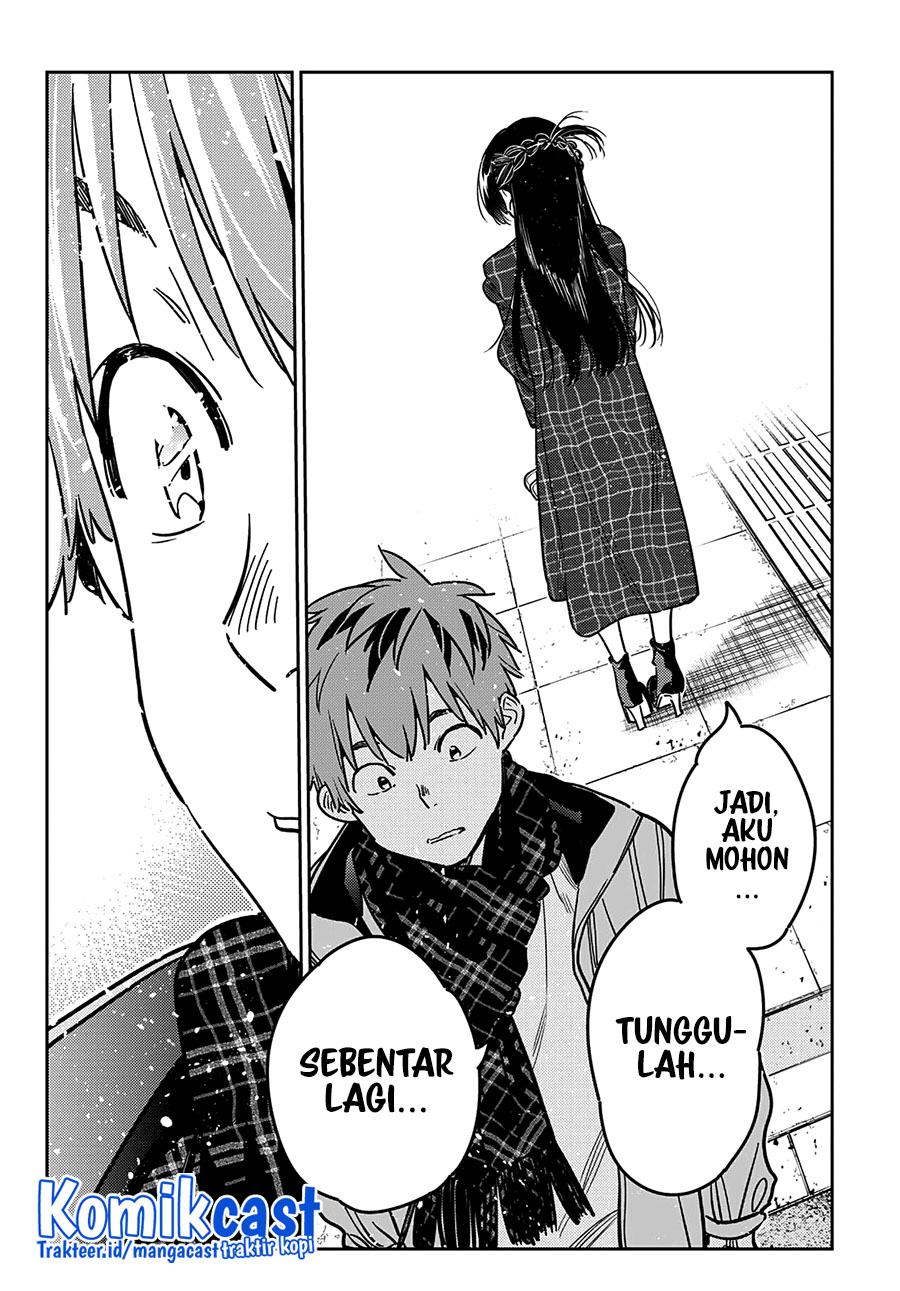 JADI,
AKU
MOHON
...
TUNGGU-
LAH...
SEBENTAR
LAGI...
Komikcast
Trakteer.id/mangacast traktir kopi